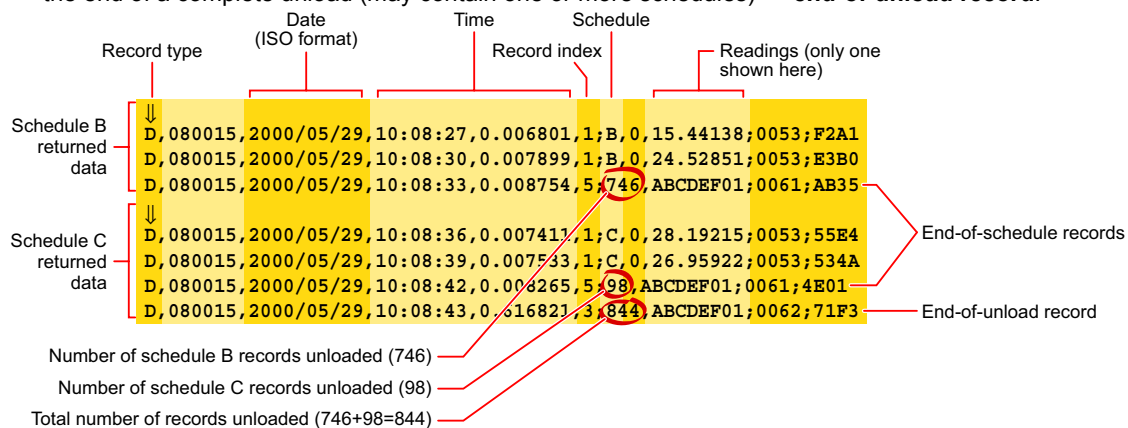 the end of a complete unload (may contain one or more schedules) — end-of-unload record.
Date
(ISO format)
Time
Schedule
Record type
Record index
Readings (only one
shown here)
Schedule B
returned
data
⇓
D,080015,2000/05/29,10:08:27,0.006801,1;B,0,15.44138;0053;F2A1
D,080015,2000/05/29,10:08:30,0.007899,1;B,0,24.52851;0053;E3B0
D,080015,2000/05/29,10:08:33,0.008754,5;746,ABCDEF01;0061;AB35
Schedule C
returned
data
⇓
D,080015,2000/05/29,10:08:36,0.007411,1;C,0,28.19215;0053;55E4
D,080015,2000/05/29,10:08:39,0.007533,1;C,0,26.95922;0053;534A
D,080015,2000/05/29,10:08:42,0.008265,5;98,ABCDEF01;0061;4E01
D,080015,2000/05/29,10:08:43,0.016821,3;844,ABCDEF01;0062;71F3
End-of-schedule records
End-of-unload record
Number of schedule B records unloaded (746)
Number of schedule C records unloaded (98)
Total number of records unloaded (746+98=844)